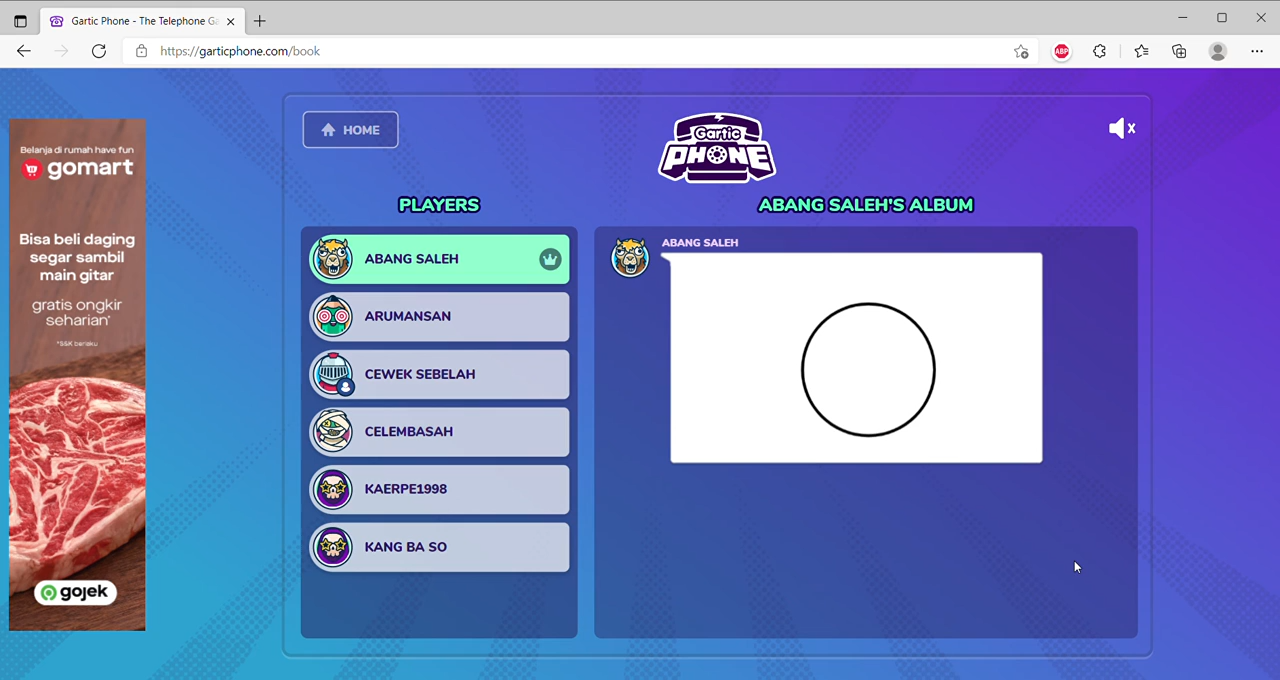 Gartic Phone - The Telephone Ga
https://garticphone.com/book
ABP
Belanja di rumah have fun
gomart
Bisa beli daging
segar sambil
main gitar
gratis ongkir
seharian*
*S&K berlaku
gojek
HOME
Gartic
PHONE
PLAYERS
ABANG SALEH
ARUMANSAN
CEWEK SEBELAH
CELEMBASAH
KAERPE1998
KANG BA SO
ABANG SALEH'S ALBUM
ABANG SALEH